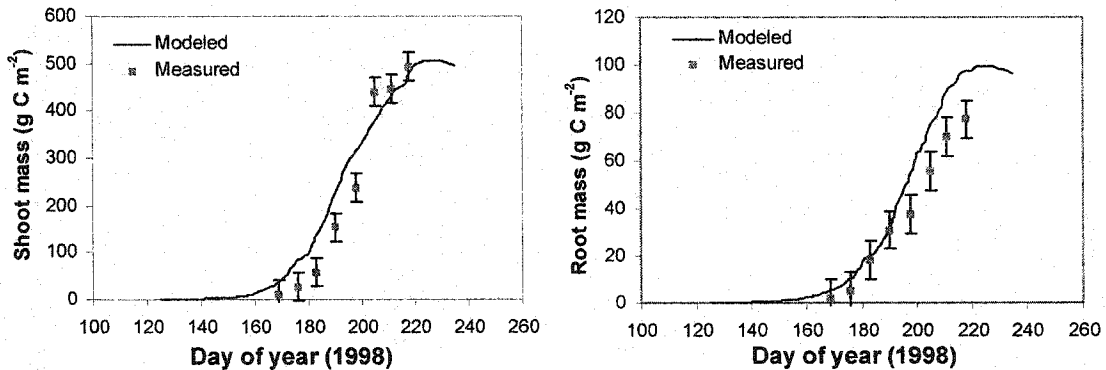 600
500
400
300
200
100
0
Shoot mass (g C m⁻²)
Modeled
Measured
100 120 140 160 180 200 220 240 260
Day of year (1998)
120
100
80
60
40
20
0
Root mass (g C m⁻²)
Modeled
Measured
100 120 140 160 180 200 220 240 260
Day of year (1998)